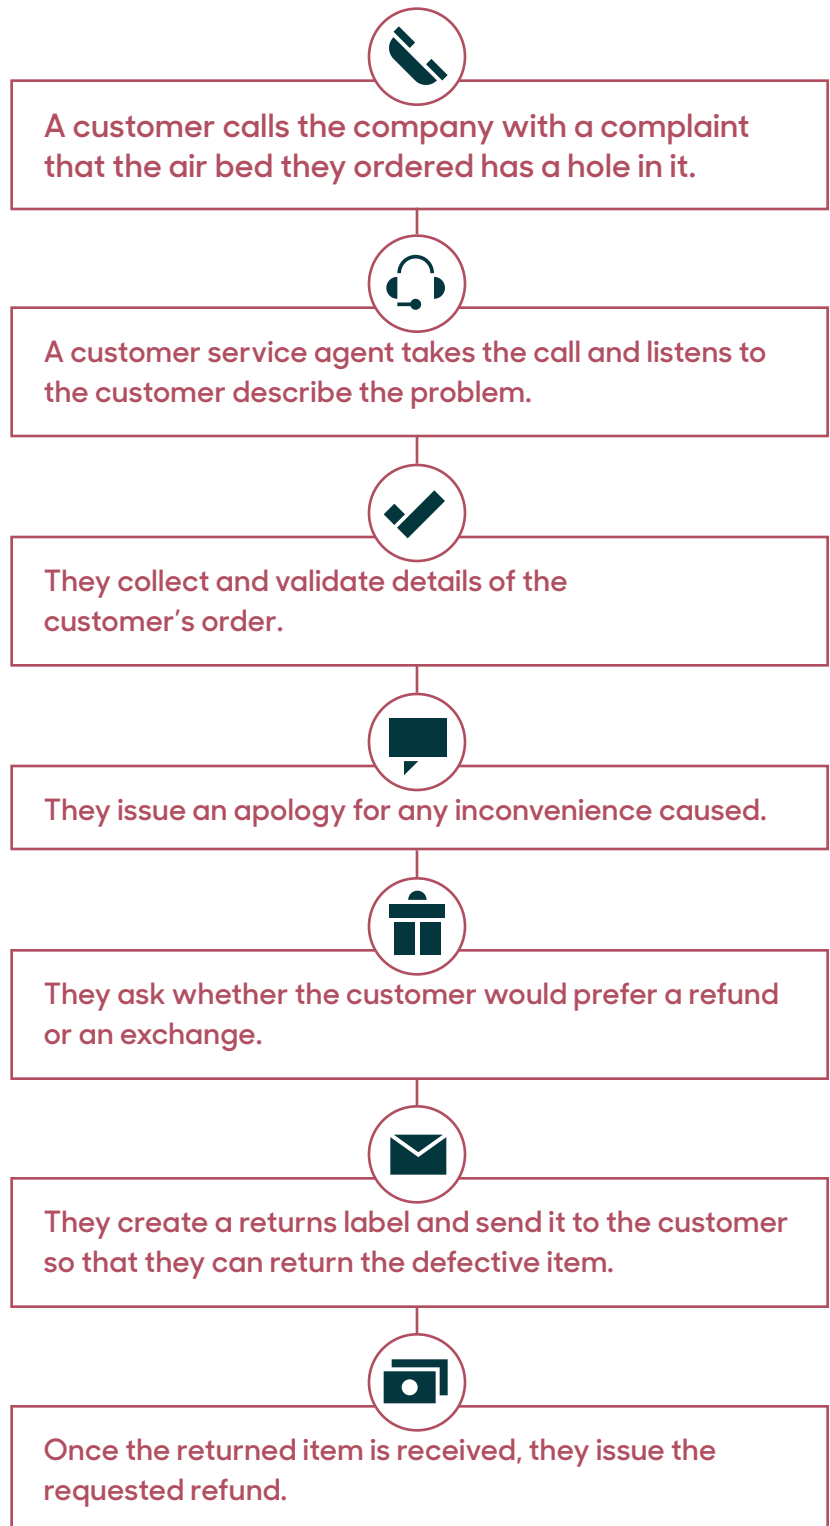 A customer calls the company with a complaint
that the air bed they ordered has a hole in it.
A customer service agent takes the call and listens to
the customer describe the problem.
They collect and validate details of the
customer’s order.
They issue an apology for any inconvenience caused.
They ask whether the customer would prefer a refund
or an exchange.
They create a returns label and send it to the customer
so that they can return the defective item.
Once the returned item is received, they issue the
requested refund.